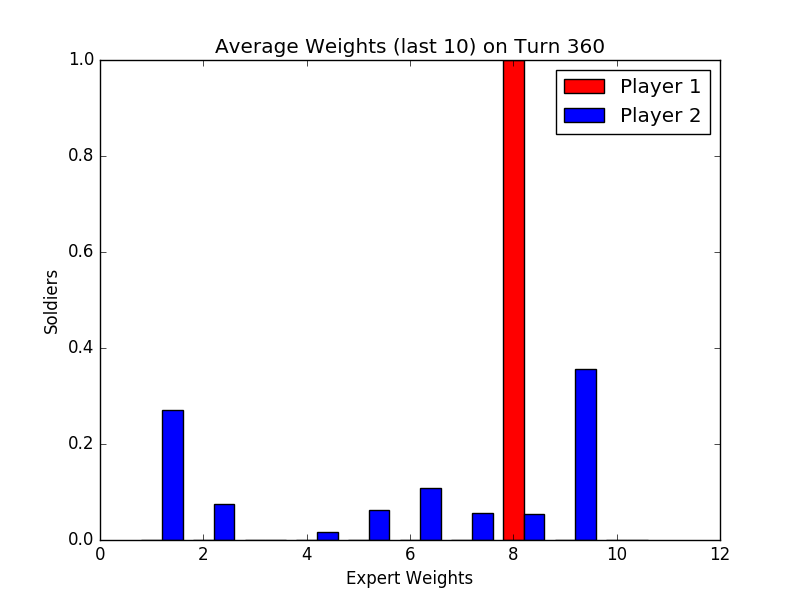 Average Weights (last 10) on Turn 360
1.0
Player 1
Player 2
0.8
0.6
Soldiers
0.4
0.2
0.0
0 2 4 6 8 10 12
Expert Weights